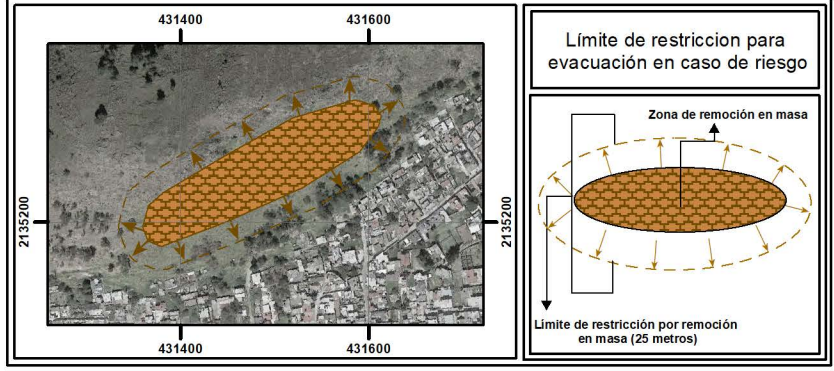 431400
431600
2135200
2135200
431400
431600
Límite de restriccion para
evacuación en caso de riesgo
Zona de remoción en masa
Límite de restricción por remoción
en masa (25 metros)